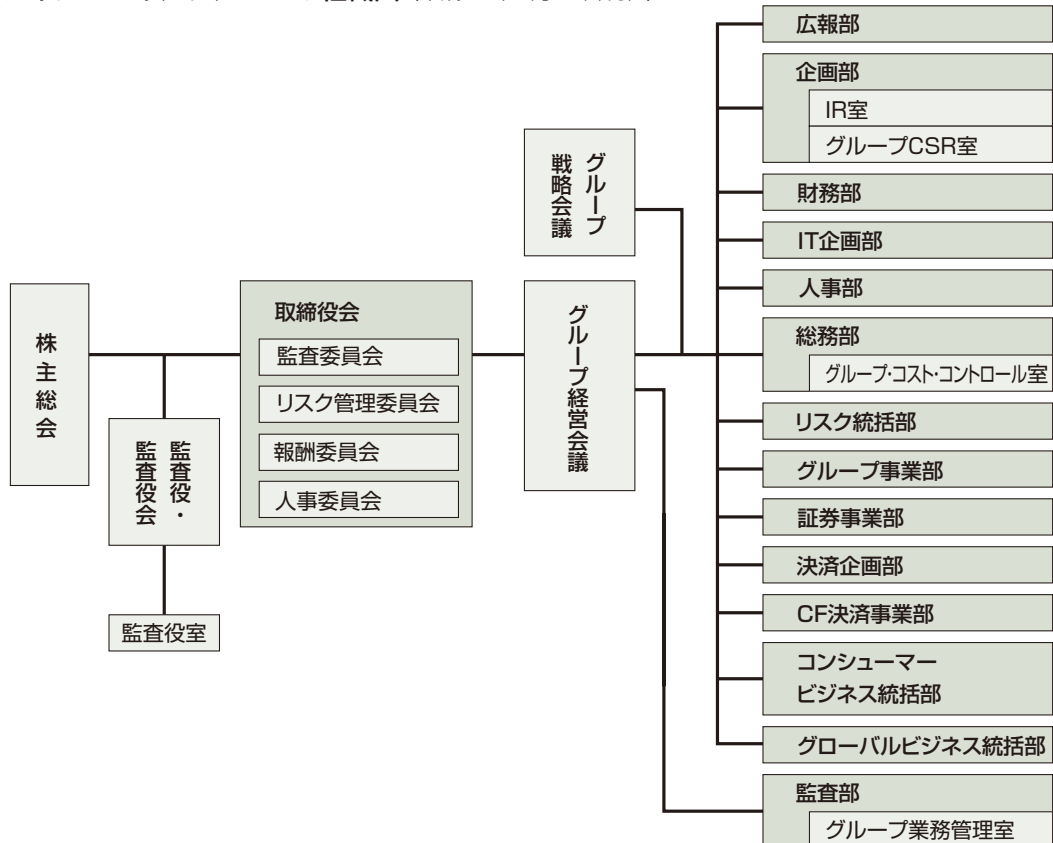 株主総会
監査役・
監査役会
監査役室
取締役会
監査委員会
リスク管理委員会
報酬委員会
人事委員会
グループ
戦略会議
グループ経営会議
広報部
企画部
IR室
グループCSR室
財務部
IT企画部
人事部
総務部
グループ・コスト・コントロール室
リスク統括部
グループ事業部
証券事業部
決済企画部
CF決済事業部
コンシューマー
ビジネス統括部
グローバルビジネス統括部
監査部
グループ業務管理室